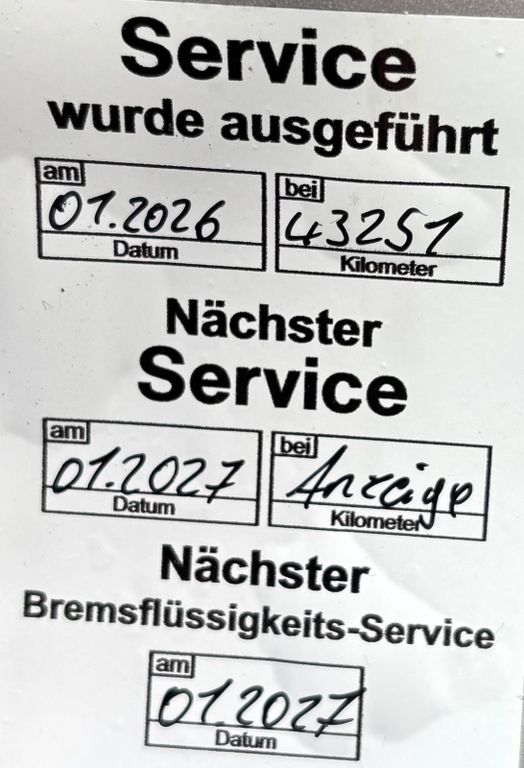 Service
wurde ausgeführt
am bei
01.2026 43251
Datum Kilometer
Nächster
Service
am bei
01.2027 Anzeige
Datum Kilometer
Nächster
Bremsflüssigkeits-Service
am
01.2027
Datum